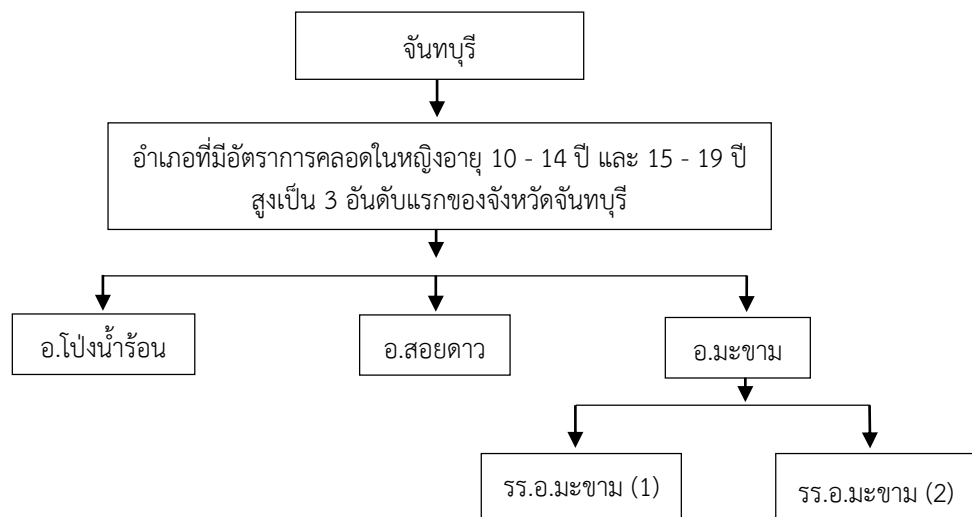 จันทบุรี
อำเภอที่มีอัตราการคลอดในหญิงอายุ 10 - 14 ปี และ 15 - 19 ปี
สูงเป็น 3 อันดับแรกของจังหวัดจันทบุรี
อ.โป่งน้ำร้อน
อ.สอยดาว
อ.มะขาม
รร.อ.มะขาม (1)
รร.อ.มะขาม (2)